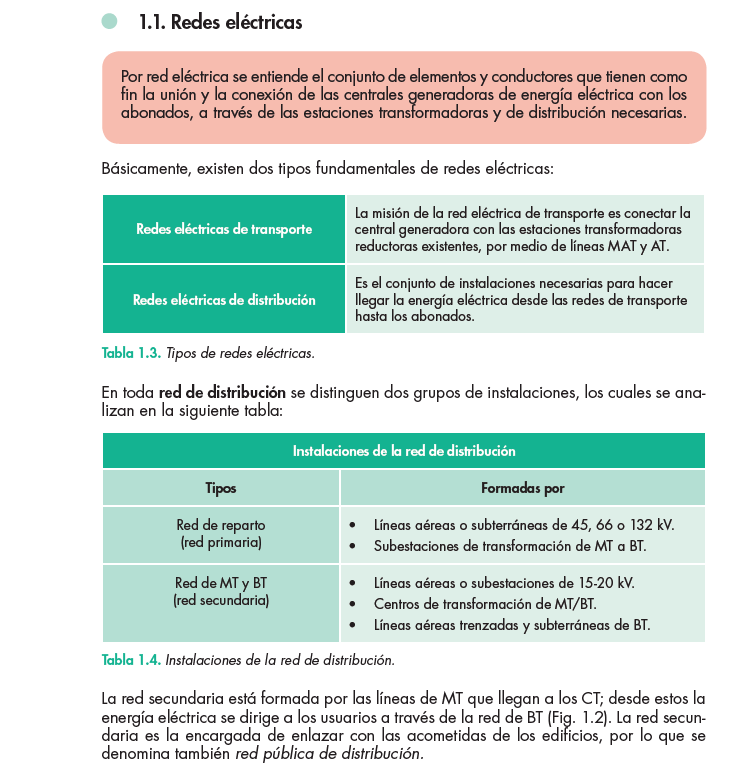 1.1. Redes eléctricas
Por red eléctrica se entiende el conjunto de elementos y conductores que tienen como
fin la unión y la conexión de las centrales generadoras de energía eléctrica con los
abonados, a través de las estaciones transformadoras y de distribución necesarias.
Básicamente, existen dos tipos fundamentales de redes eléctricas:
Redes eléctricas de transporte
La misión de la red eléctrica de transporte es conectar la
central generadora con las estaciones transformadoras
reductoras existentes, por medio de líneas MAT y AT.
Redes eléctricas de distribución
Es el conjunto de instalaciones necesarias para hacer
llegar la energía eléctrica desde las redes de transporte
hasta los abonados.
Tabla 1.3. Tipos de redes eléctricas.
En toda red de distribución se distinguen dos grupos de instalaciones, los cuales se ana-
lizan en la siguiente tabla:
Instalaciones de la red de distribución
Tipos
Formadas por
Red de reparto
(red primaria)
• Líneas aéreas o subterráneas de 45, 66 o 132 kV.
• Subestaciones de transformación de MT a BT.
Red de MT y BT
(red secundaria)
• Líneas aéreas o subestaciones de 15-20 kV.
• Centros de transformación de MT/BT.
• Líneas aéreas trenzadas y subterráneas de BT.
Tabla 1.4. Instalaciones de la red de distribución.
La red secundaria está formada por las líneas de MT que llegan a los CT; desde estos la
energía eléctrica se dirige a los usuarios a través de la red de BT (Fig. 1.2). La red secun-
daria es la encargada de enlazar con las acometidas de los edificios, por lo que se
denomina también red pública de distribución.